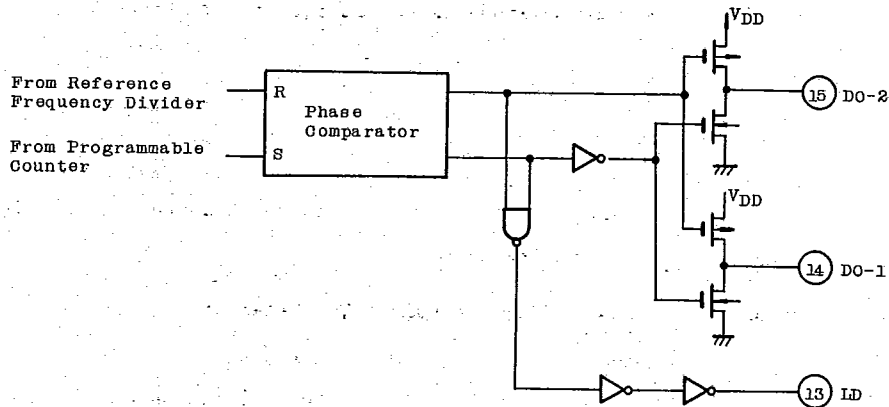 VDD
From Reference
Frequency Divider
R
Phase
Comparator
15 DO-2
From Programmable
Counter
S
VDD
14 DO-1
13 LD